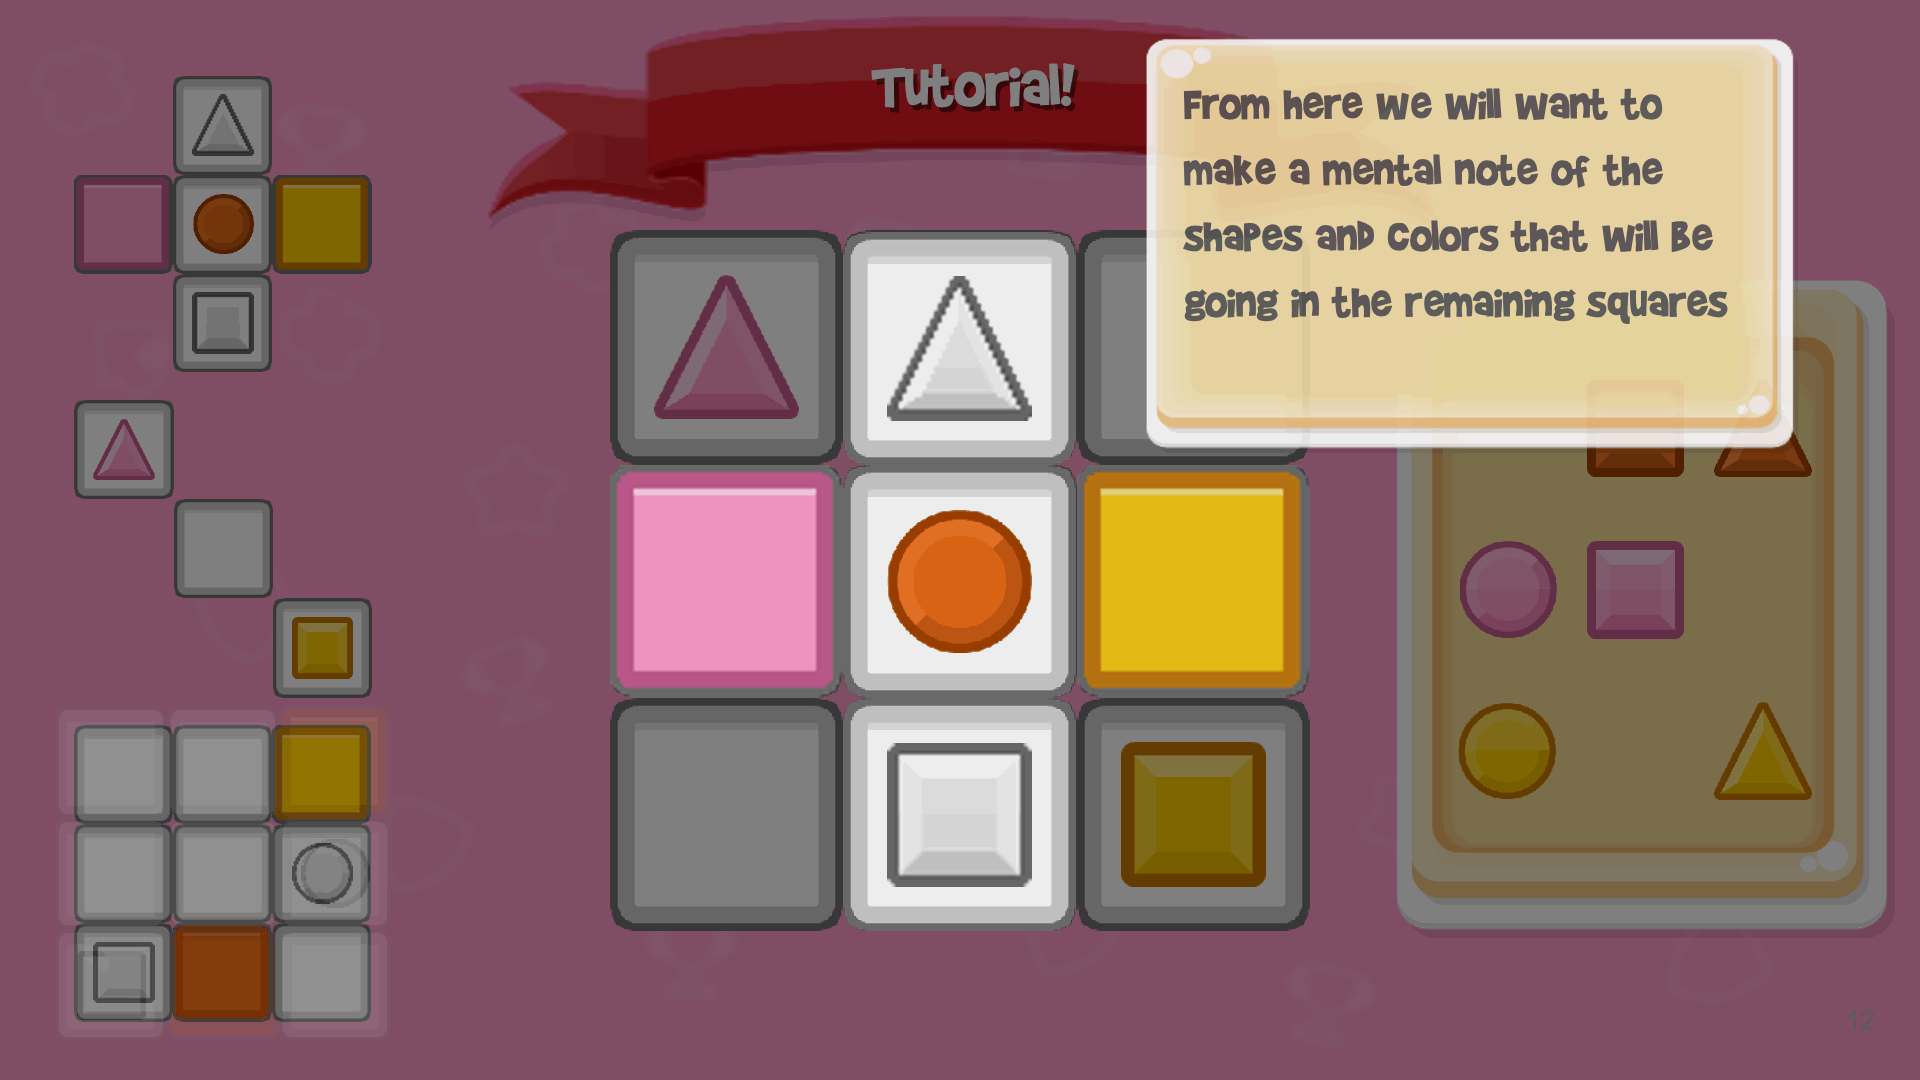 Tutorial!
From here we will want to
make a mental note of the
shapes and colors that will be
going in the remaining squares
12